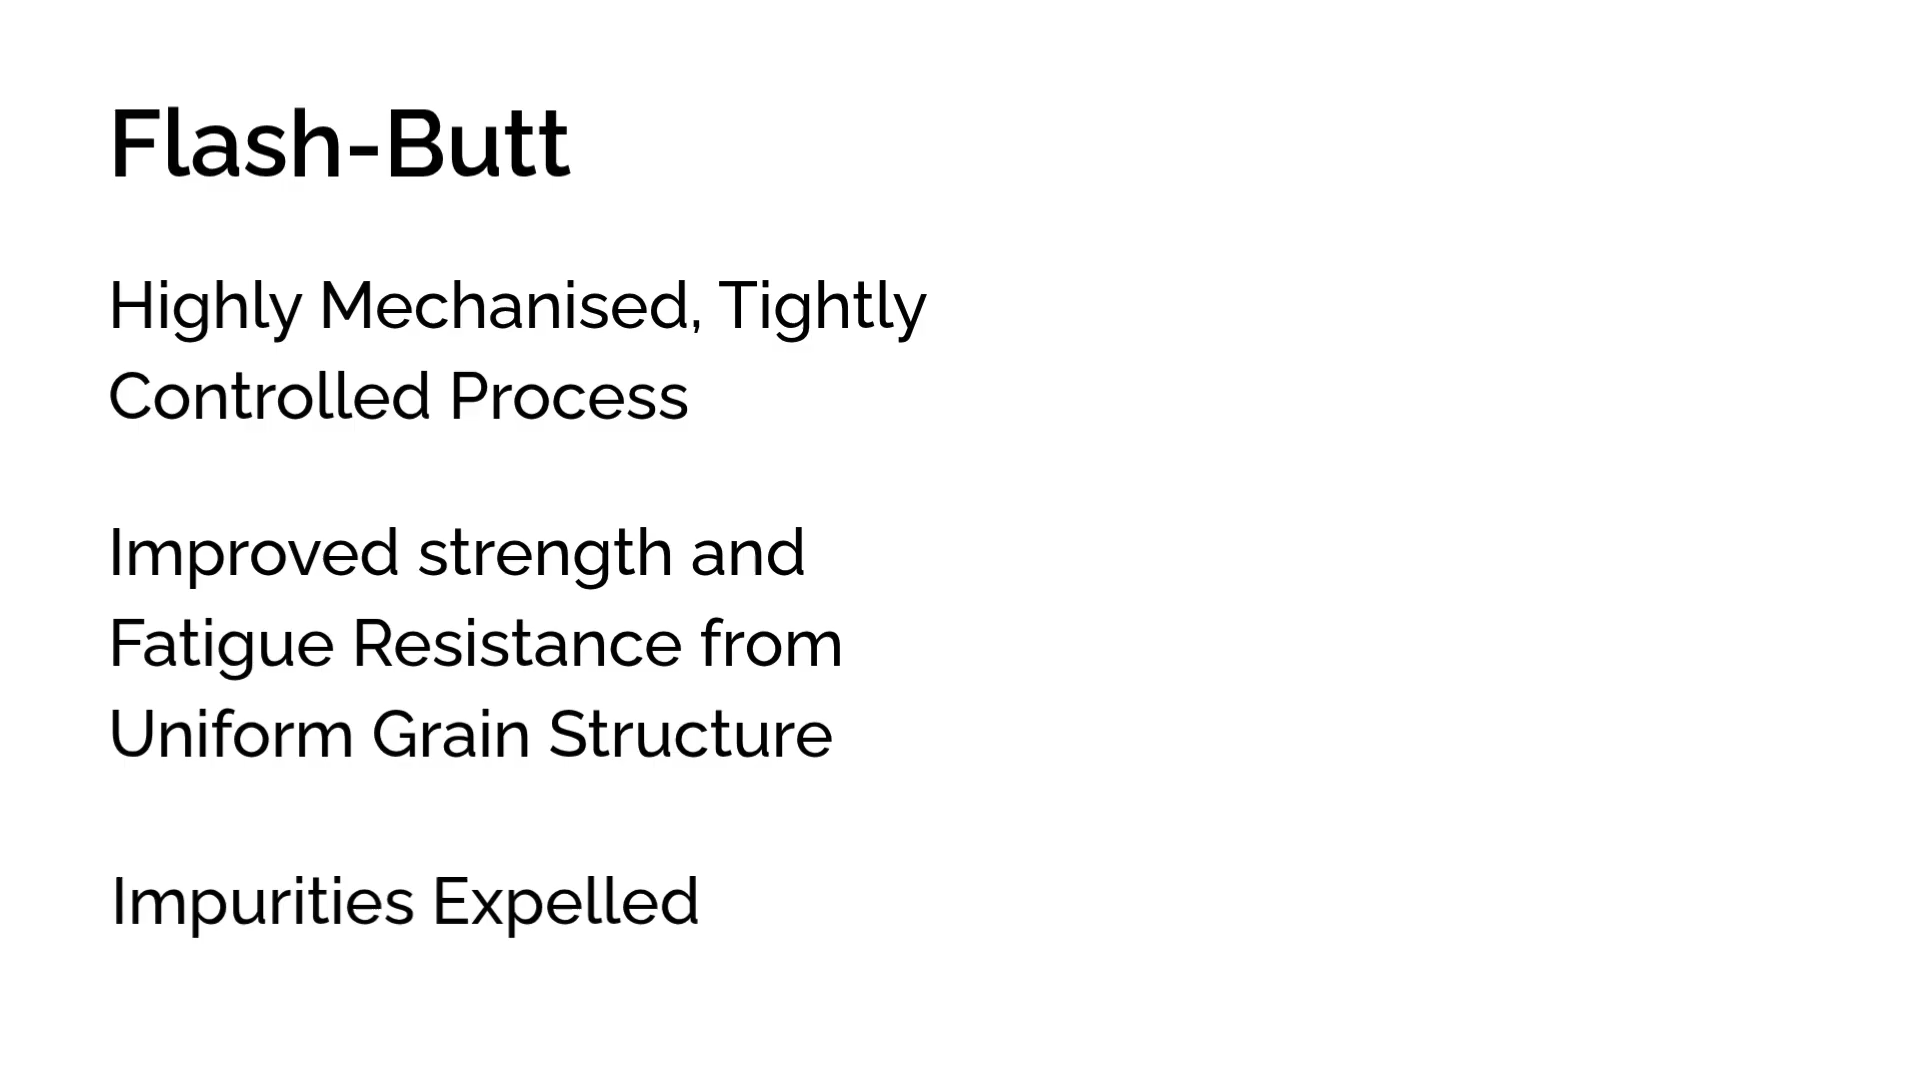 Flash-Butt
Highly Mechanised, Tightly
Controlled Process
Improved strength and
Fatigue Resistance from
Uniform Grain Structure
Impurities Expelled